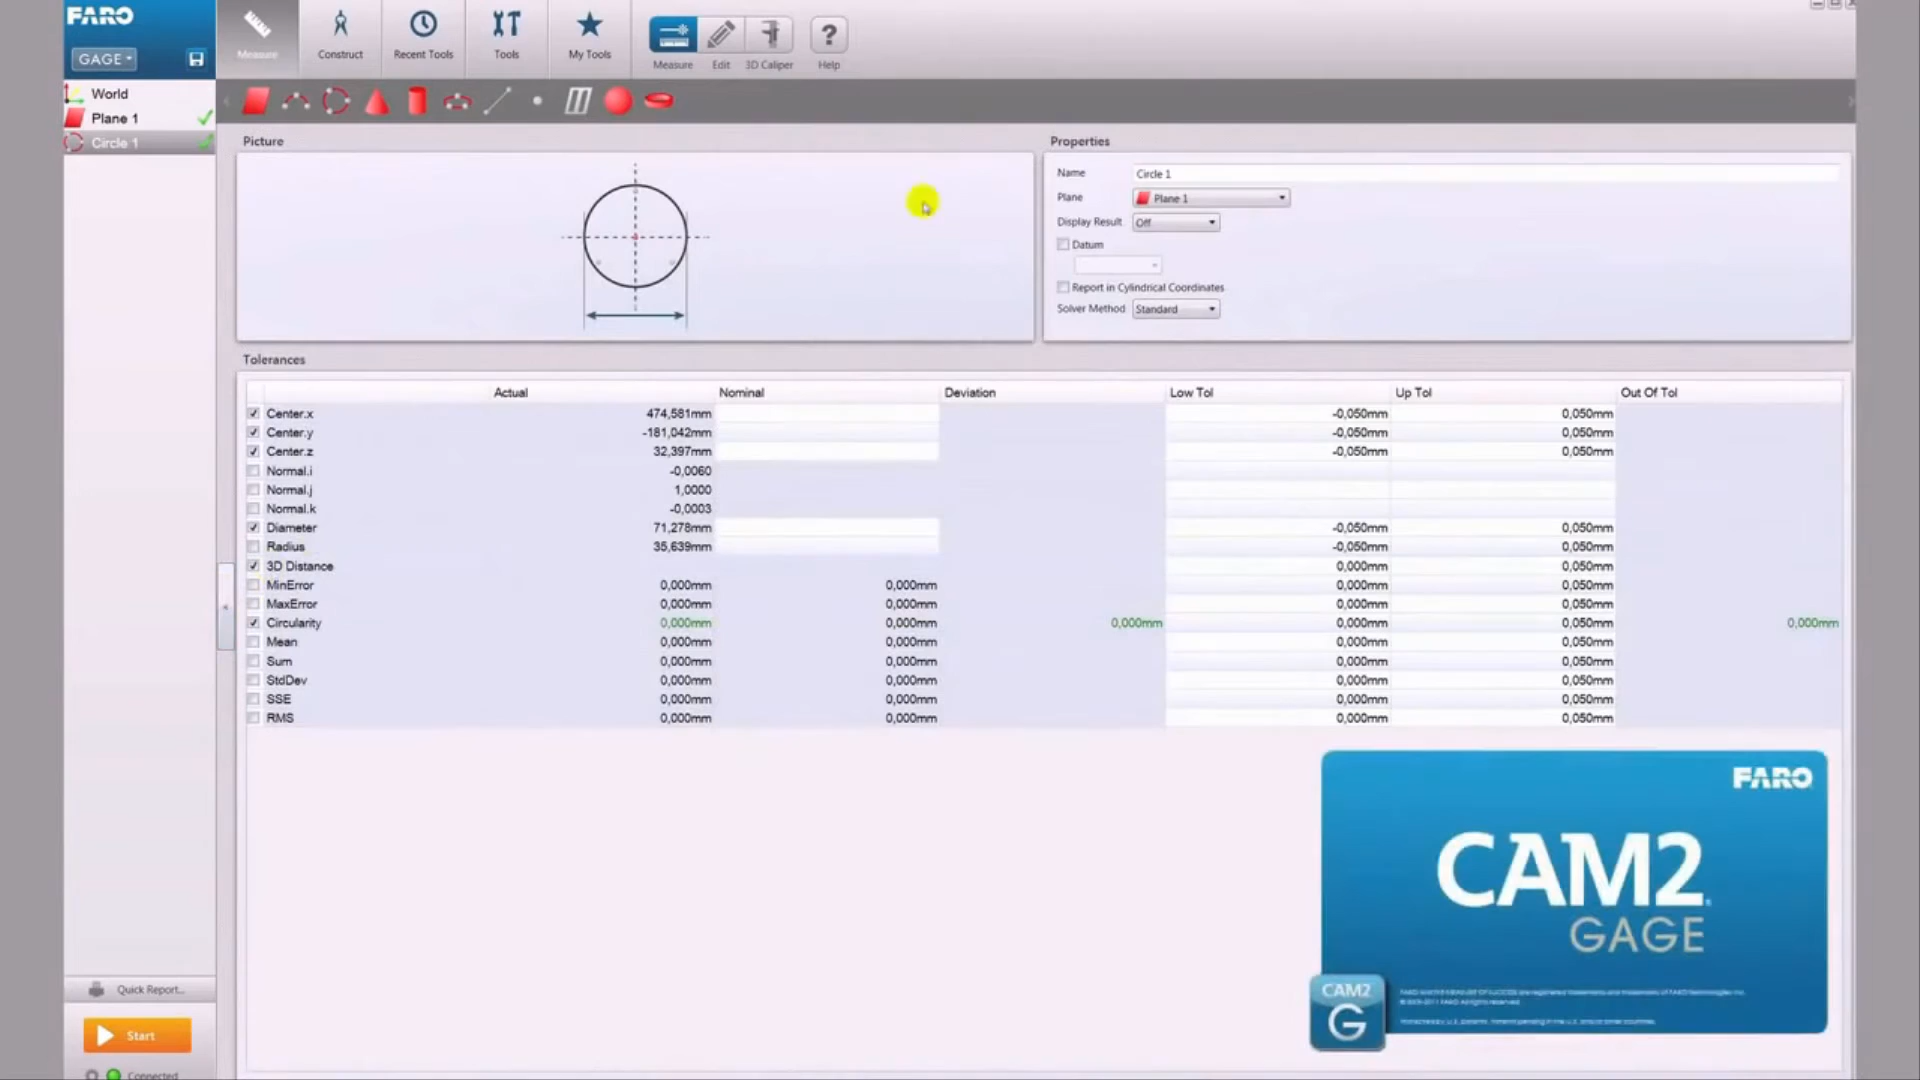 FARO
GAGE
Measure
Construct
Recent Tools
Tools
My Tools
Measure
Edit
3D Caliper
?
Help
World
Plane 1
Circle 1
Picture
Properties
Name Circle 1
Plane Plane 1
Display Result Off
Datum
Report in Cylindrical Coordinates
Solver Method Standard
Tolerances
Actual Nominal Deviation Low Tol Up Tol Out Of Tol
Center.x 474,581mm -0,050mm 0,050mm
Center.y -181,042mm -0,050mm 0,050mm
Center.z 32,397mm -0,050mm 0,050mm
Normal.i -0,0060
Normal.j 1,0000
Normal.k -0,0003
Diameter 71,278mm -0,050mm 0,050mm
Radius 35,639mm -0,050mm 0,050mm
3D Distance 0,000mm 0,050mm
MinError 0,000mm 0,000mm 0,000mm 0,050mm
MaxError 0,000mm 0,000mm 0,000mm 0,050mm
Circularity 0,000mm 0,000mm 0,000mm 0,000mm 0,050mm 0,000mm
Mean 0,000mm 0,000mm 0,000mm 0,050mm
Sum 0,000mm 0,000mm 0,000mm 0,050mm
StdDev 0,000mm 0,000mm 0,000mm 0,050mm
SSE 0,000mm 0,000mm 0,000mm 0,050mm
RMS 0,000mm 0,000mm 0,000mm 0,050mm
FARO
CAM2
GAGE
CAM2
G
Quick Report...
Start
Connected